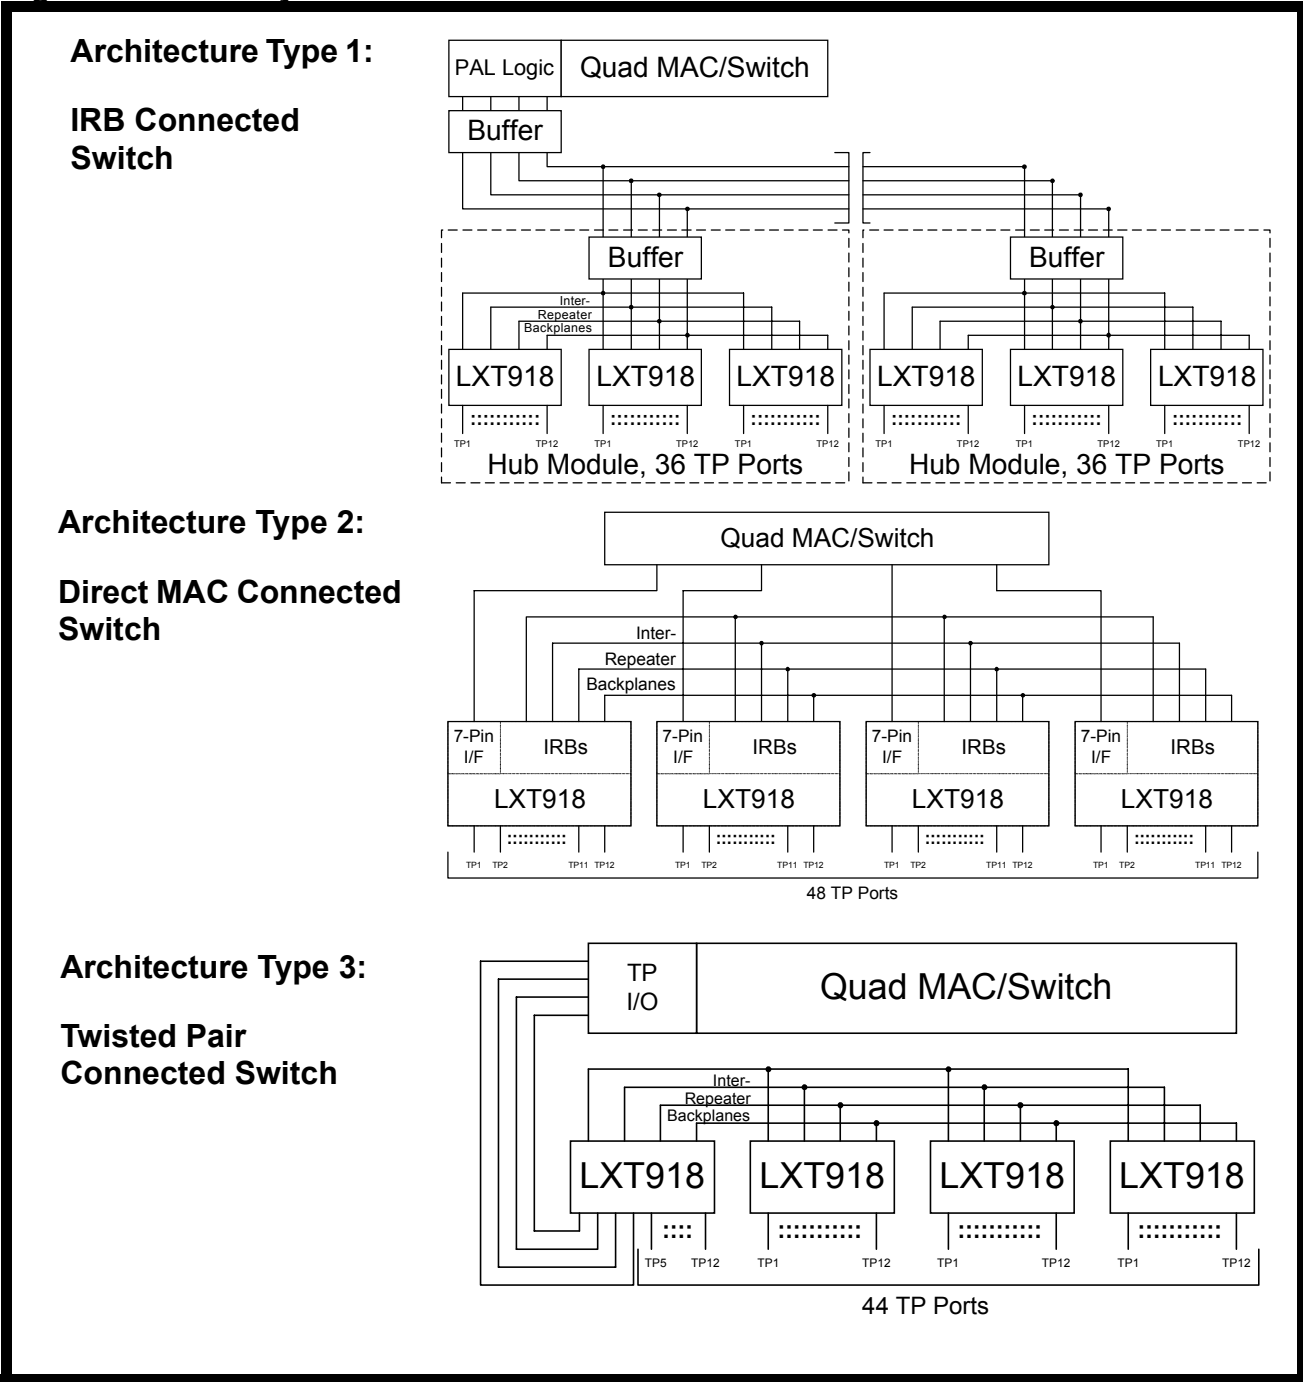 Architecture Type 1:
IRB Connected
Switch
PAL Logic
Quad MAC/Switch
Buffer
Buffer
Buffer
Inter-
Repeater
Backplanes
LXT918
LXT918
LXT918
LXT918
LXT918
LXT918
TP1 TP12 TP1 TP12 TP1 TP12
TP1 TP12 TP1 TP12 TP1 TP12
Hub Module, 36 TP Ports
Hub Module, 36 TP Ports
Architecture Type 2:
Direct MAC Connected
Switch
Quad MAC/Switch
Inter-
Repeater
Backplanes
7-Pin
I/F
IRBs
LXT918
7-Pin
I/F
IRBs
LXT918
7-Pin
I/F
IRBs
LXT918
7-Pin
I/F
IRBs
LXT918
TP1 TP2 TP11 TP12
TP1 TP2 TP11 TP12
TP1 TP2 TP11 TP12
TP1 TP2 TP11 TP12
48 TP Ports
Architecture Type 3:
Twisted Pair
Connected Switch
TP
I/O
Quad MAC/Switch
Inter-
Repeater
Backplanes
LXT918
LXT918
LXT918
LXT918
TP5 TP12 TP1 TP12 TP1 TP12 TP1 TP12
44 TP Ports